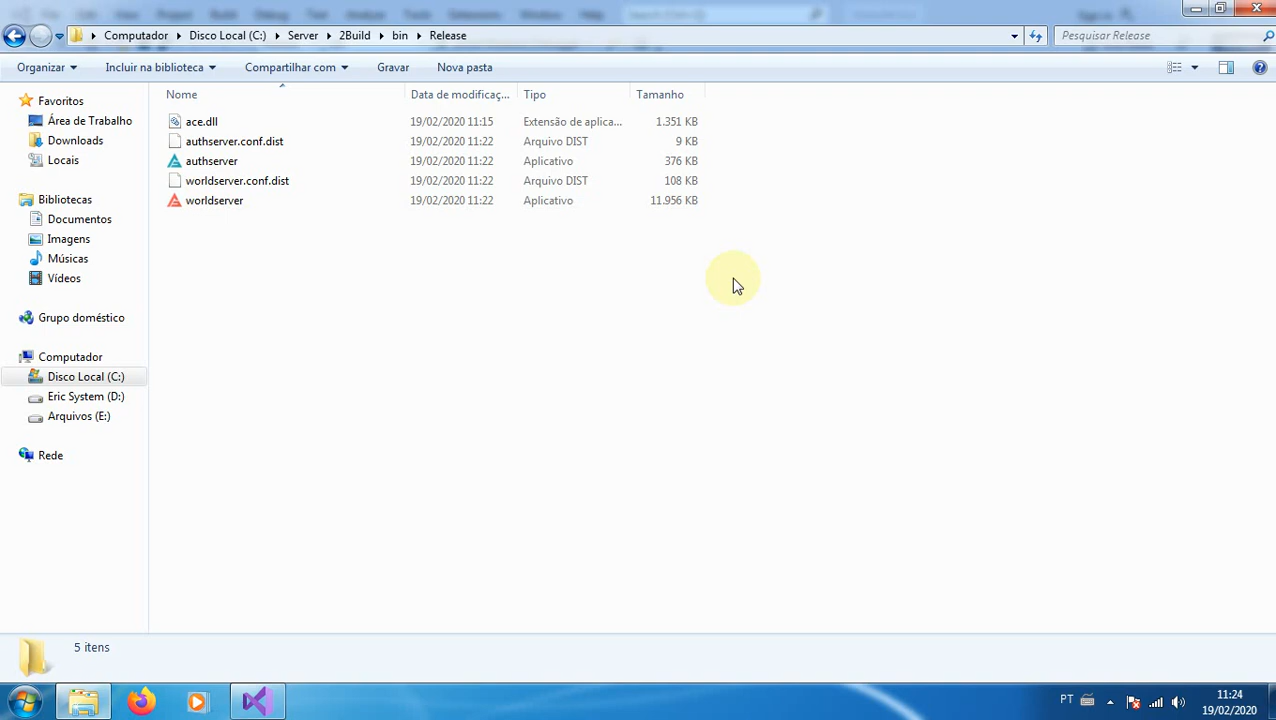 Computador Disco Local (C:) Server 2Build bin Release
Pesquisar Release
Organizar Incluir na biblioteca Compartilhar com Gravar Nova pasta
Nome Data de modificaç... Tipo Tamanho
ace.dll 19/02/2020 11:15 Extensão de aplica... 1.351 KB
authserver.conf.dist 19/02/2020 11:22 Arquivo DIST 9 KB
authserver 19/02/2020 11:22 Aplicativo 376 KB
worldserver.conf.dist 19/02/2020 11:22 Arquivo DIST 108 KB
worldserver 19/02/2020 11:22 Aplicativo 11.956 KB
Favoritos
Área de Trabalho
Downloads
Locais
Bibliotecas
Documentos
Imagens
Músicas
Vídeos
Grupo doméstico
Computador
Disco Local (C:)
Eric System (D:)
Arquivos (E:)
Rede
5 itens
PT
11:24
19/02/2020